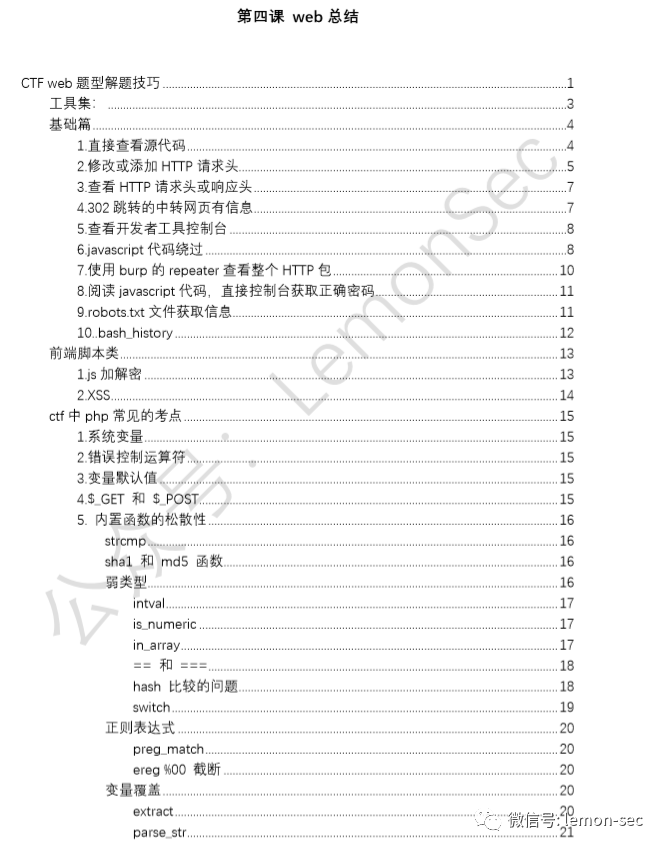 第四课 web 总结
CTF web 题型解题技巧 1
工具集： 3
基础篇 4
1.直接查看源代码 4
2.修改或添加 HTTP 请求头 5
3.查看 HTTP 请求头或响应头 7
4.302 跳转的中转网页有信息 7
5.查看开发者工具控制台 8
6.javascript 代码绕过 8
7.使用 burp 的 repeater 查看整个 HTTP 包 10
8.阅读 javascript 代码，直接控制台获取正确密码 11
9.robots.txt 文件获取信息 11
10..bash_history 12
前端脚本类 13
1.js 加解密 13
2.XSS 14
ctf 中 php 常见的考点 15
1.系统变量 15
2.错误控制运算符 15
3.变量默认值 15
4.$_GET 和 $_POST 15
5. 内置函数的松散性 16
strcmp 16
sha1 和 md5 函数 16
弱类型 16
intval 17
is_numeric 17
in_array 17
== 和 === 18
hash 比较的问题 18
switch 19
正则表达式 20
preg_match 20
ereg %00 截断 20
变量覆盖 20
extract 20
parse_str 21
公众号：LemonSec
微信号: lemon-sec